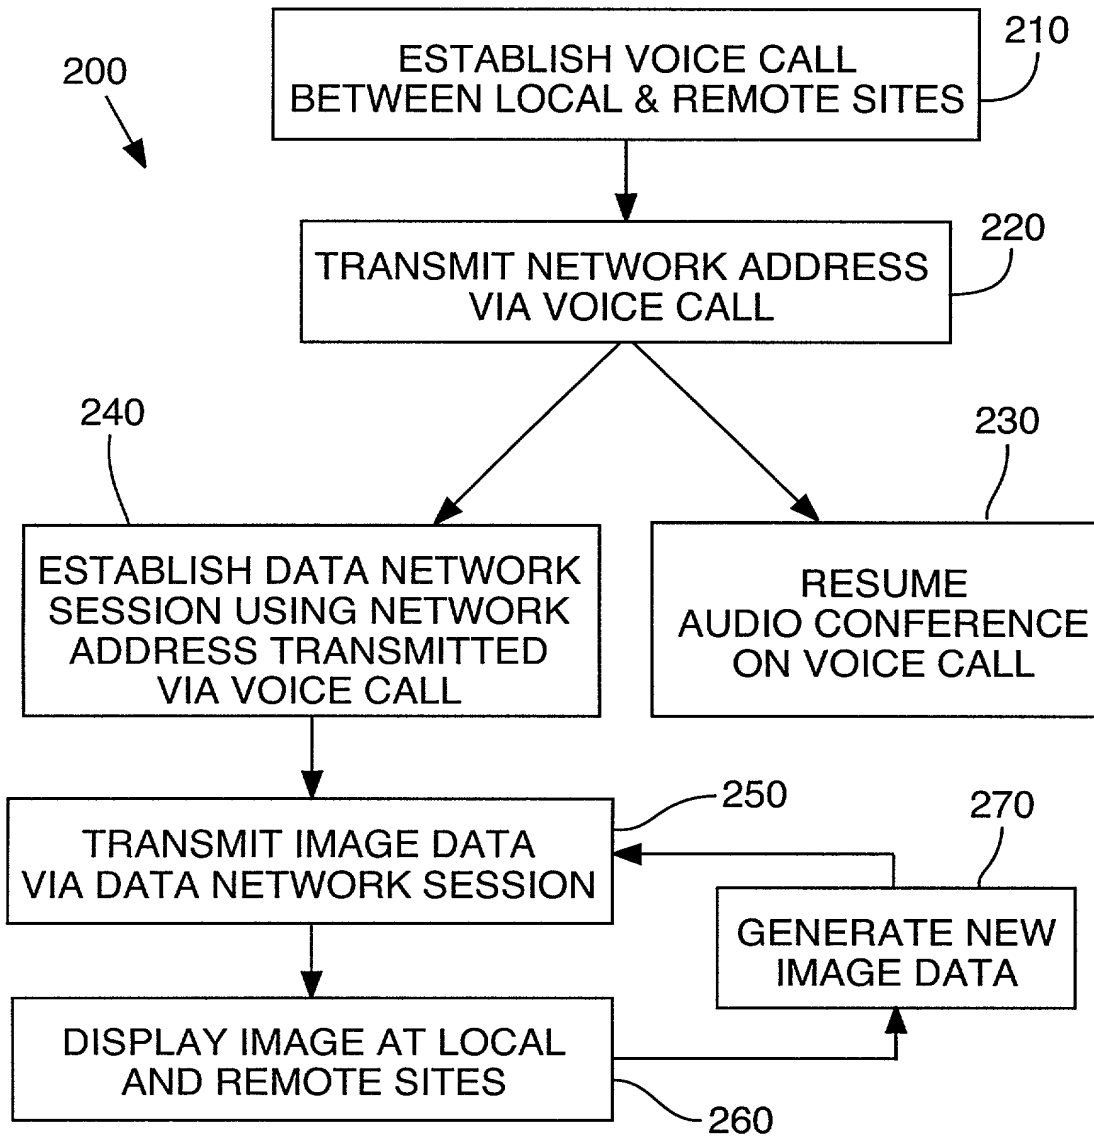 210
200
ESTABLISH VOICE CALL
BETWEEN LOCAL & REMOTE SITES
220
TRANSMIT NETWORK ADDRESS
VIA VOICE CALL
240
230
ESTABLISH DATA NETWORK
SESSION USING NETWORK
ADDRESS TRANSMITTED
VIA VOICE CALL
RESUME
AUDIO CONFERENCE
ON VOICE CALL
250
270
TRANSMIT IMAGE DATA
VIA DATA NETWORK SESSION
GENERATE NEW
IMAGE DATA
DISPLAY IMAGE AT LOCAL
AND REMOTE SITES
260